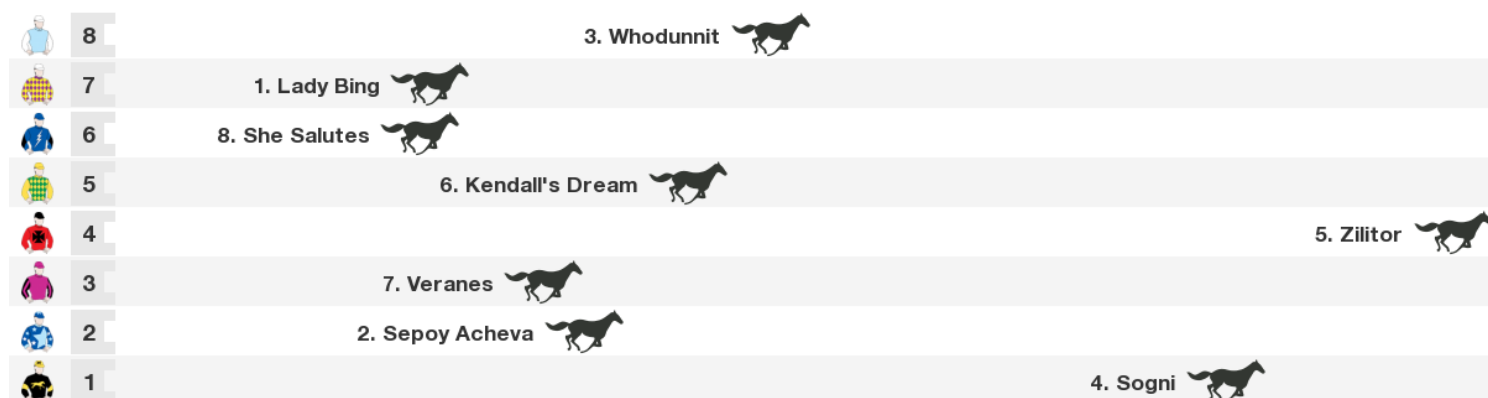 8 3. Whodunnit
7 1. Lady Bing
6 8. She Salutes
5 6. Kendall's Dream
4 5. Zilitor
3 7. Veranes
2 2. Sepoy Acheva
1 4. Sogni